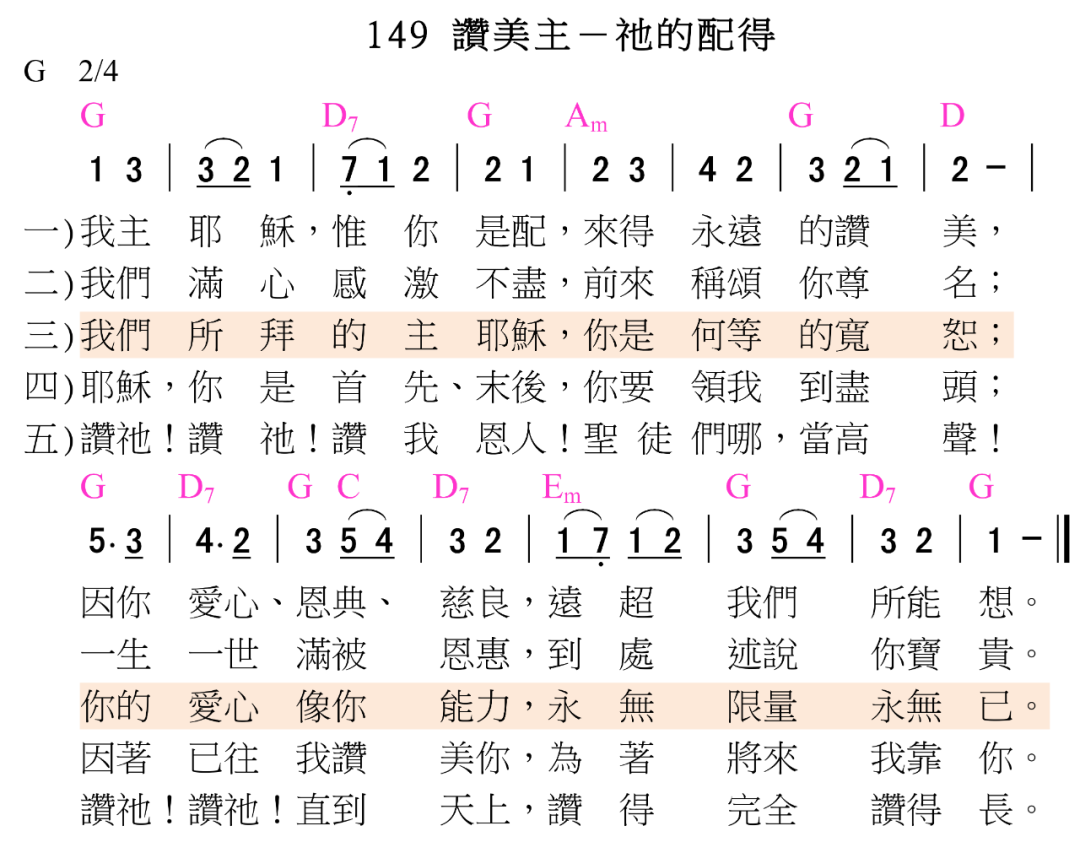 149 讚美主－祂的配得
G 2/4
G D7 G Am G D
1 3 | 3 2 1 | 7 1 2 | 2 1 | 2 3 | 4 2 | 3 2 1 | 2 － |
一)我主 耶 穌，惟 你 是配，來得 永遠 的讚 美，
二)我們 滿 心 感 激 不盡，前來 稱頌 你尊 名；
三)我們 所 拜 的 主 耶穌，你是 何等 的寬 恕；
四)耶穌，你 是 首 先、末後，你要 領我 到盡 頭；
五)讚祂！讚 祂！讚 我 恩人！聖 徒 們哪，當高 聲！
G D7 G C D7 Em G D7 G
5· 3 | 4· 2 | 3 5 4 | 3 2 | 1 7 1 2 | 3 5 4 | 3 2 | 1 － ‖
因你 愛心、恩典、 慈良，遠 超 我們 所能 想。
一生 一世 滿被 恩惠，到 處 述說 你寶 貴。
你的 愛心 像你 能力，永 無 限量 永無 已。
因著 已往 我讚 美你，為 著 將來 我靠 你。
讚祂！讚祂！直到 天上，讚 得 完全 讚得 長。